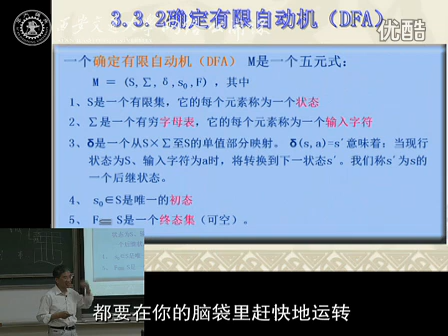 3.3.2确定有限自动机(DFA)
优酷
一个确定有限自动机(DFA) M是一个五元式:
M = (S, Σ, δ, s₀, F), 其中
1、S是一个有限集,它的每个元素称为一个状态
2、Σ是一个有穷字母表,它的每个元素称为一个输入字符
3、δ是一个从S×Σ至S的单值部分映射。 δ(s,a)=s′意味着:当现行
状态为S、输入字符为a时,将转换到下一状态s′。我们称s′为s的
一个后继状态。
4、 s₀∈S是唯一的初态
5、 F S是一个终态集(可空)。
都要在你的脑袋里赶快地运转